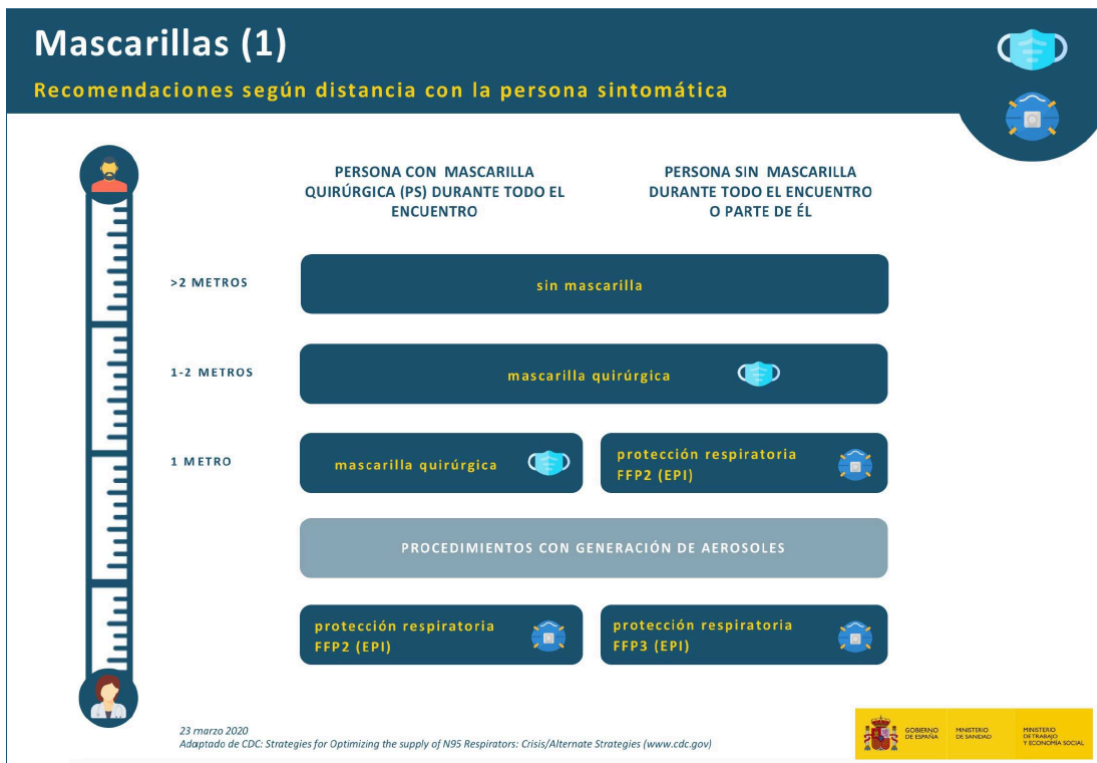 Mascarillas (1)
Recomendaciones según distancia con la persona sintomática
PERSONA CON MASCARILLA
QUIRÚRGICA (PS) DURANTE TODO EL
ENCUENTRO
PERSONA SIN MASCARILLA
DURANTE TODO EL ENCUENTRO
O PARTE DE ÉL
>2 METROS
sin mascarilla
1-2 METROS
mascarilla quirúrgica
1 METRO
mascarilla quirúrgica
protección respiratoria
FFP2 (EPI)
PROCEDIMIENTOS CON GENERACIÓN DE AEROSOLES
protección respiratoria
FFP2 (EPI)
protección respiratoria
FFP3 (EPI)
23 marzo 2020
Adaptado de CDC: Strategies for Optimizing the supply of N95 Respirators: Crisis/Alternate Strategies (www.cdc.gov)
GOBIERNO
DE ESPAÑA
MINISTERIO
DE SANIDAD
MINISTERIO
DE TRABAJO
Y ECONOMÍA SOCIAL